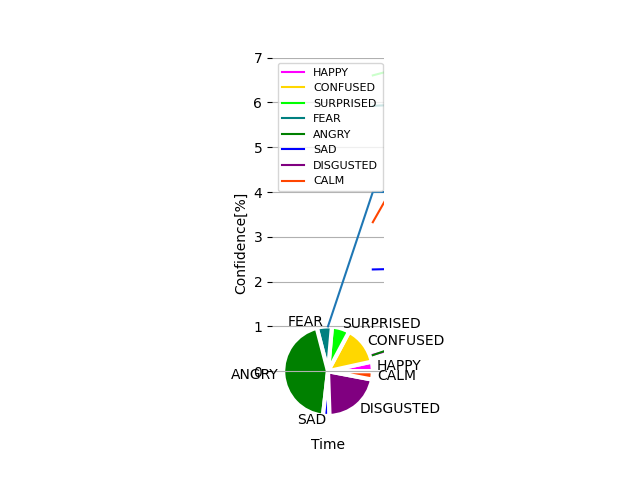 7
6
5
4
3
2
1
0
Confidence[%]
HAPPY
CONFUSED
SURPRISED
FEAR
ANGRY
SAD
DISGUSTED
CALM
FEAR
SURPRISED
CONFUSED
HAPPY
ANGRY
CALM
DISGUSTED
SAD
Time